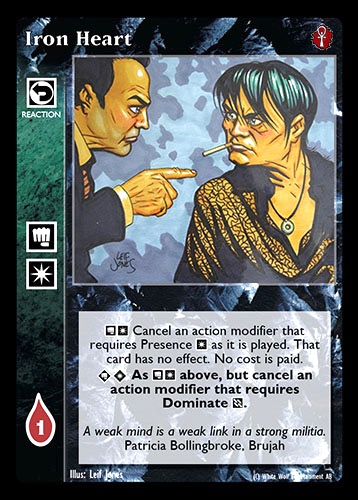 Iron Heart
REACTION
LEIF
JONES
Cancel an action modifier that
requires Presence as it is played. That
card has no effect. No cost is paid.
As above, but cancel an
action modifier that requires
Dominate .
A weak mind is a weak link in a strong militia.
Patricia Bollingbroke, Brujah
1
Illus: Leif Jones
(C) White Wolf Entertainment AB